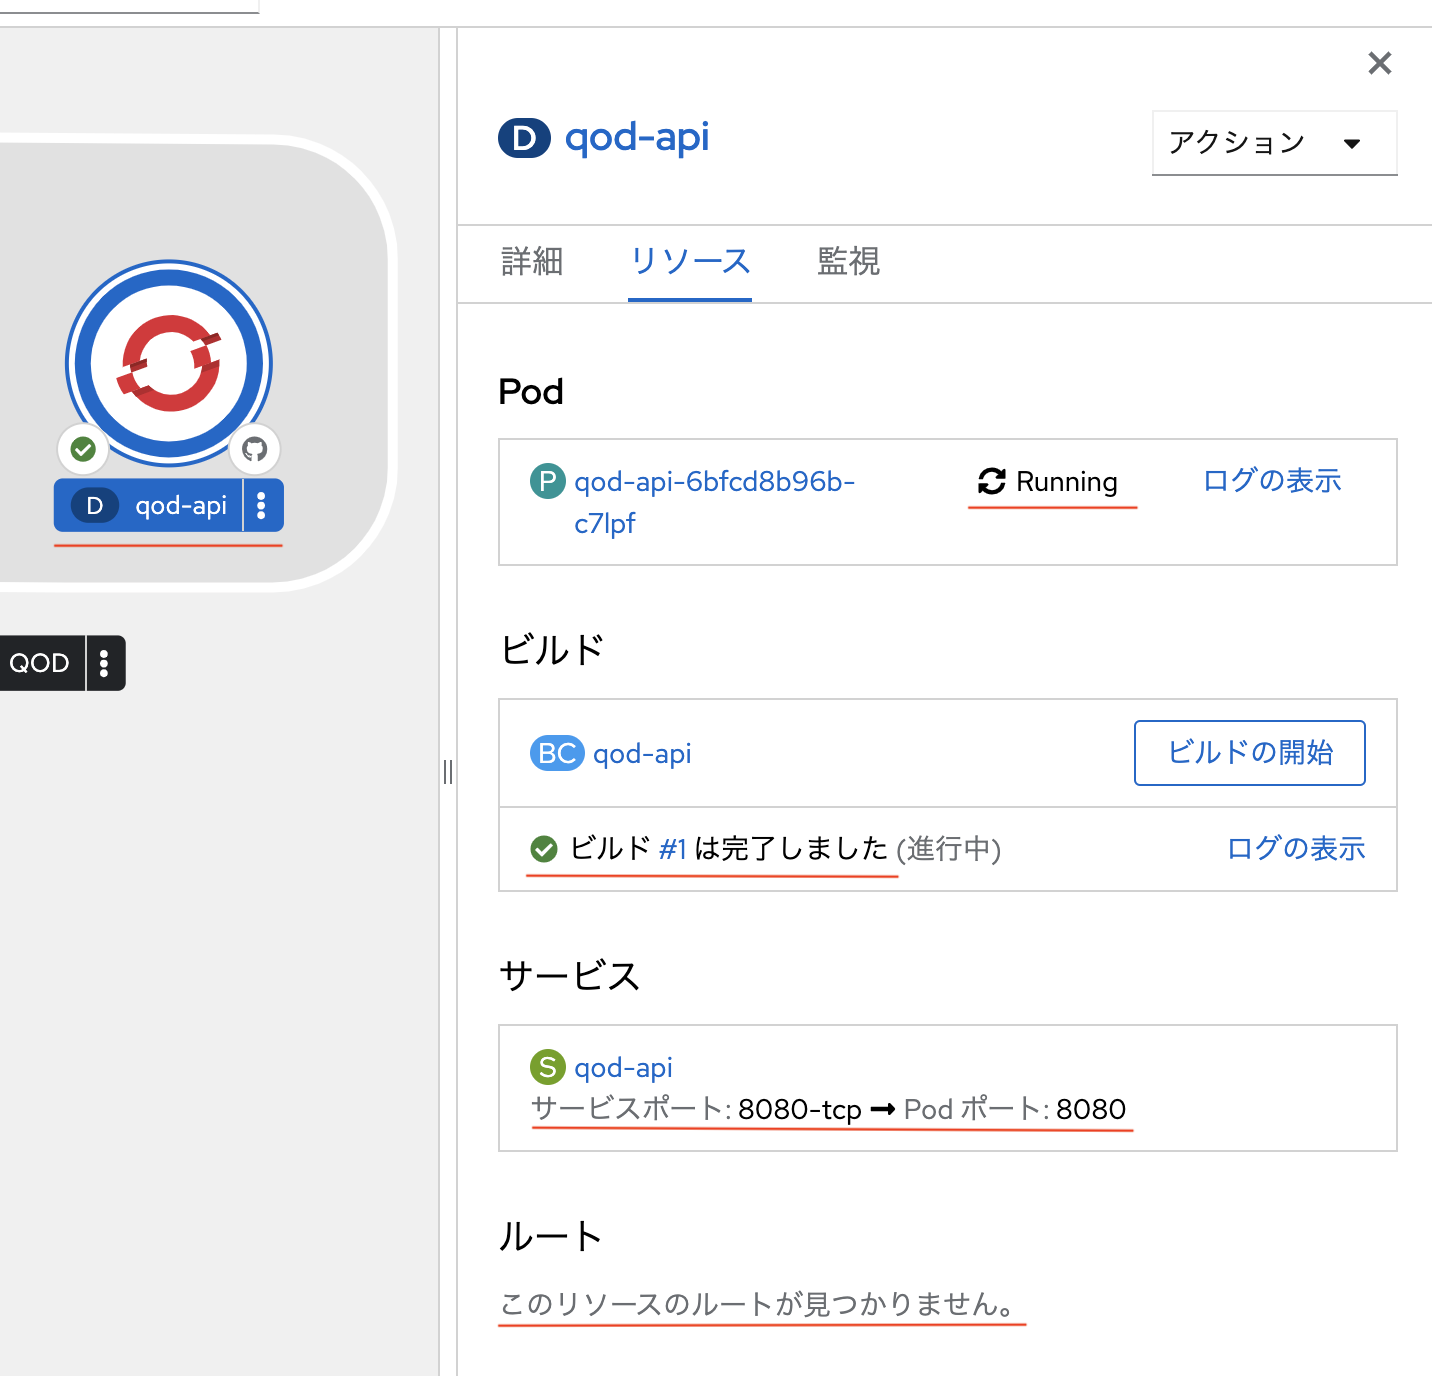 D qod-api
アクション
詳細 リソース 監視
Pod
P qod-api-6bfcd8b96b-c7lpf Running ログの表示
D qod-api
QOD
ビルド
BC qod-api ビルドの開始
ビルド #1 は完了しました (進行中) ログの表示
サービス
S qod-api
サービスポート: 8080-tcp → Pod ポート: 8080
ルート
このリソースのルートが見つかりません。